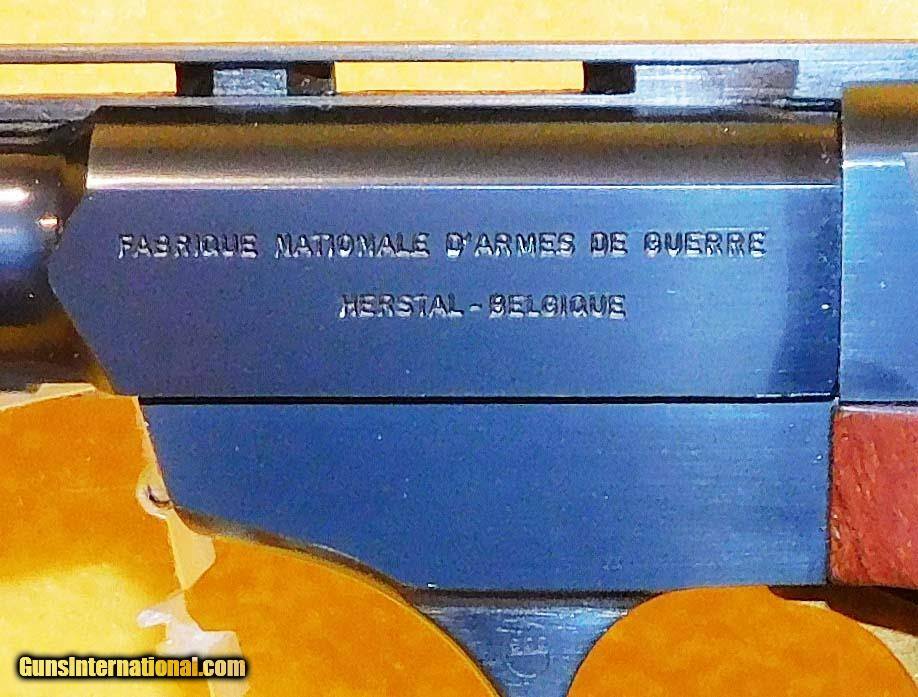 FABRIQUE NATIONALE D'ARMES DE GUERRE
HERSTAL-BELGIQUE
GunsInternational.com